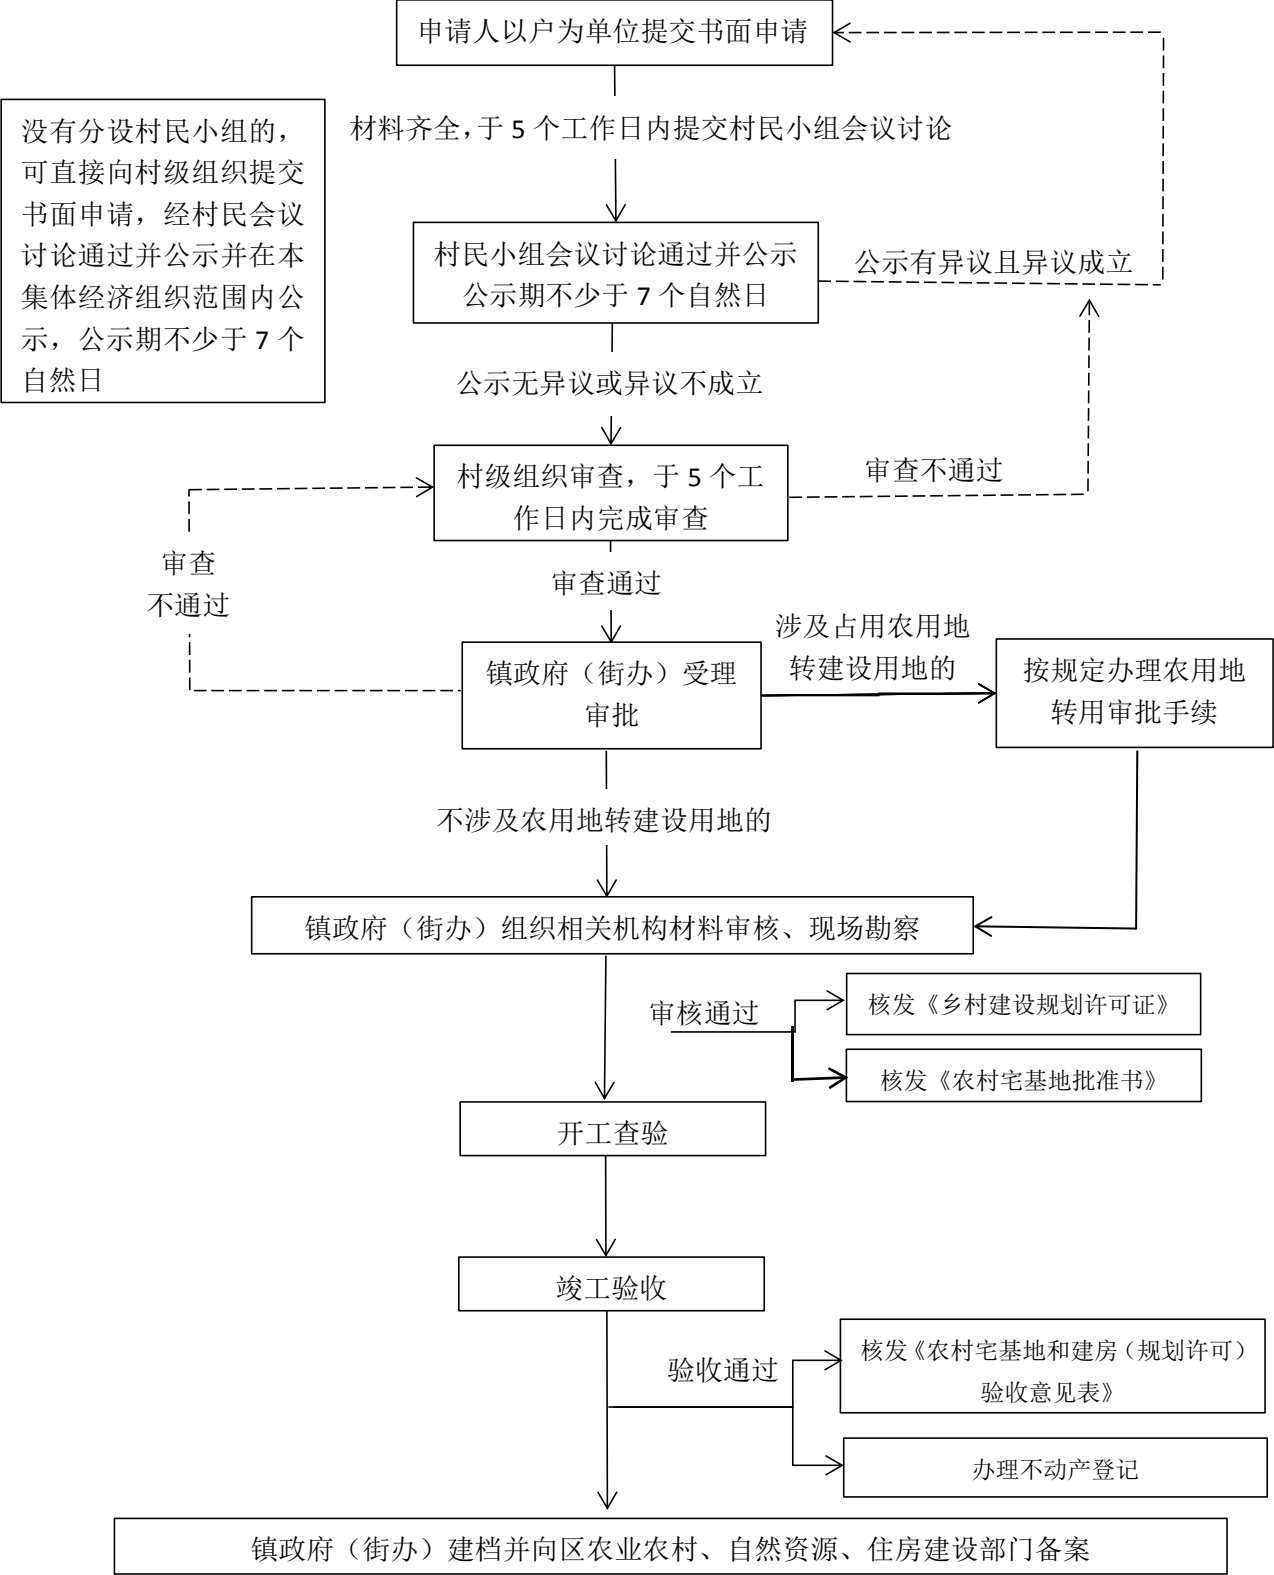 申请人以户为单位提交书面申请
没有分设村民小组的，
可直接向村级组织提交
书面申请，经村民会议
讨论通过并公示并在本
集体经济组织范围内公
示，公示期不少于 7 个
自然日
材料齐全，于 5 个工作日内提交村民小组会议讨论
村民小组会议讨论通过并公示
公示期不少于 7 个自然日
公示有异议且异议成立
公示无异议或异议不成立
村级组织审查，于 5 个工
作日内完成审查
审查不通过
审查
不通过
审查通过
镇政府（街办）受理
审批
涉及占用农用地
转建设用地的
按规定办理农用地
转用审批手续
不涉及农用地转建设用地的
镇政府（街办）组织相关机构材料审核、现场勘察
审核通过
核发《乡村建设规划许可证》
核发《农村宅基地批准书》
开工查验
竣工验收
验收通过
核发《农村宅基地和建房（规划许可）
验收意见表》
办理不动产登记
镇政府（街办）建档并向区农业农村、自然资源、住房建设部门备案